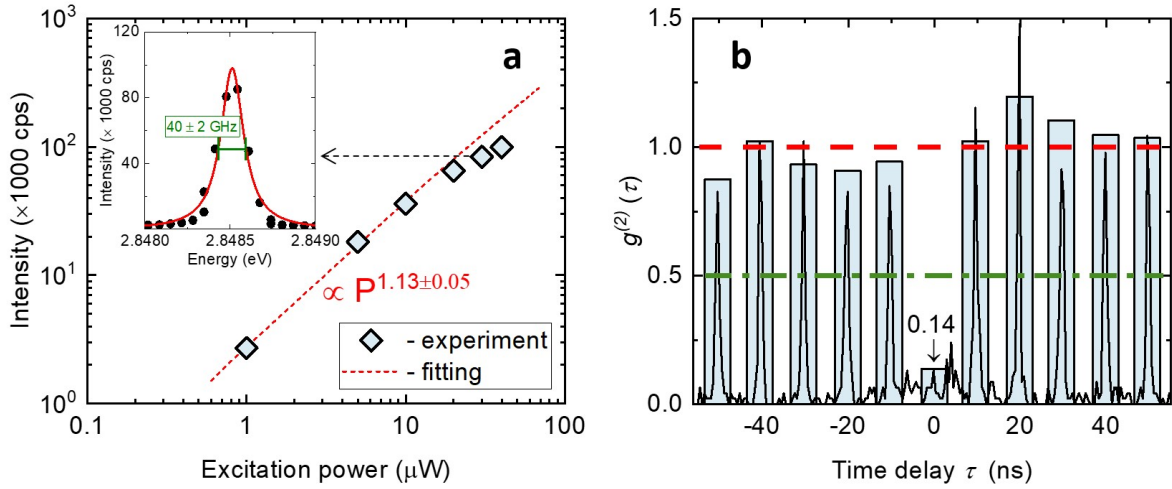 a
Intensity (×1000 cps)
10³
10²
10¹
10⁰
0.1
1
10
100
Excitation power (μW)
∝ P^1.13±0.05
- experiment
- fitting
Intensity (× 1000 cps)
120
80
40
40 ± 2 GHz
2.8480
2.8485
2.8490
Energy (eV)
b
g⁽²⁾ (τ)
1.5
1.0
0.5
0.0
0.14
-40
-20
0
20
40
Time delay τ (ns)